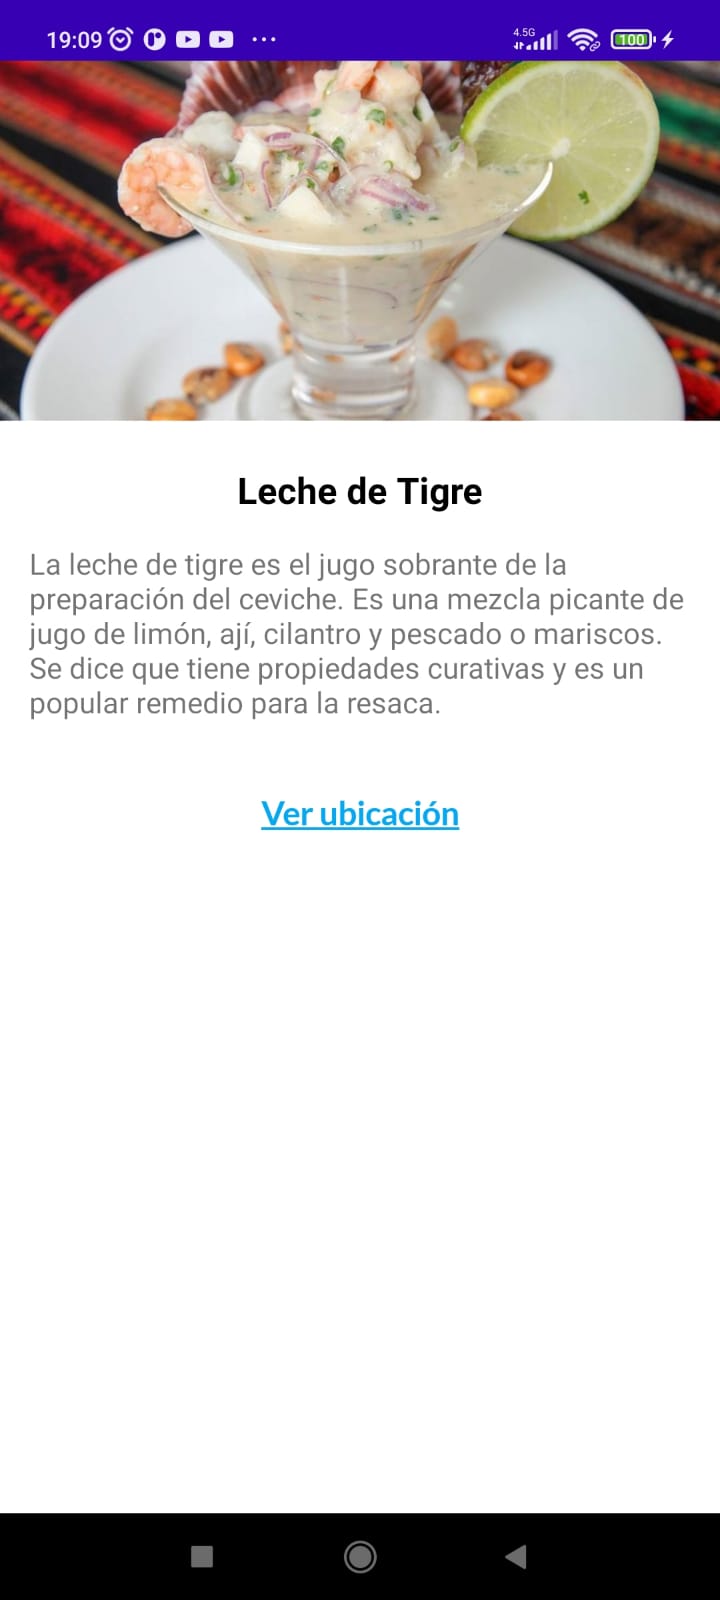 19:09
4.5G
100
Leche de Tigre
La leche de tigre es el jugo sobrante de la
preparación del ceviche. Es una mezcla picante de
jugo de limón, ají, cilantro y pescado o mariscos.
Se dice que tiene propiedades curativas y es un
popular remedio para la resaca.
Ver ubicación